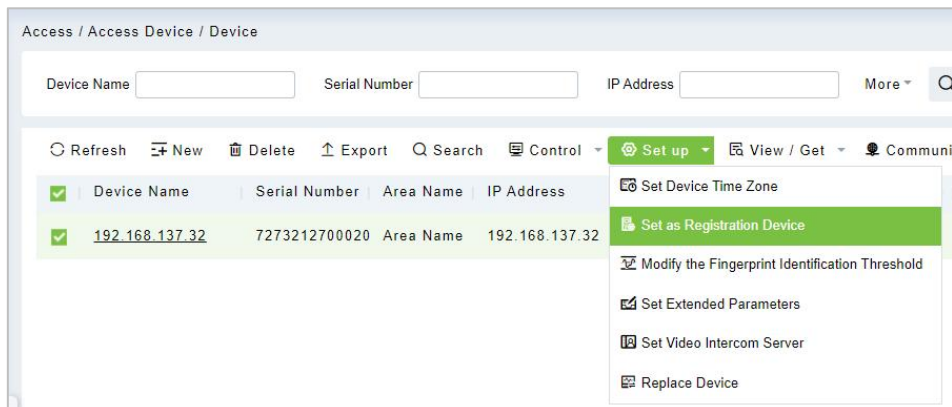 Access / Access Device / Device
Device Name Serial Number IP Address More
Refresh New Delete Export Search Control Set up View / Get Communi
Device Name Serial Number Area Name IP Address
Set Device Time Zone
192.168.137.32 7273212700020 Area Name 192.168.137.32
Set as Registration Device
Modify the Fingerprint Identification Threshold
Set Extended Parameters
Set Video Intercom Server
Replace Device